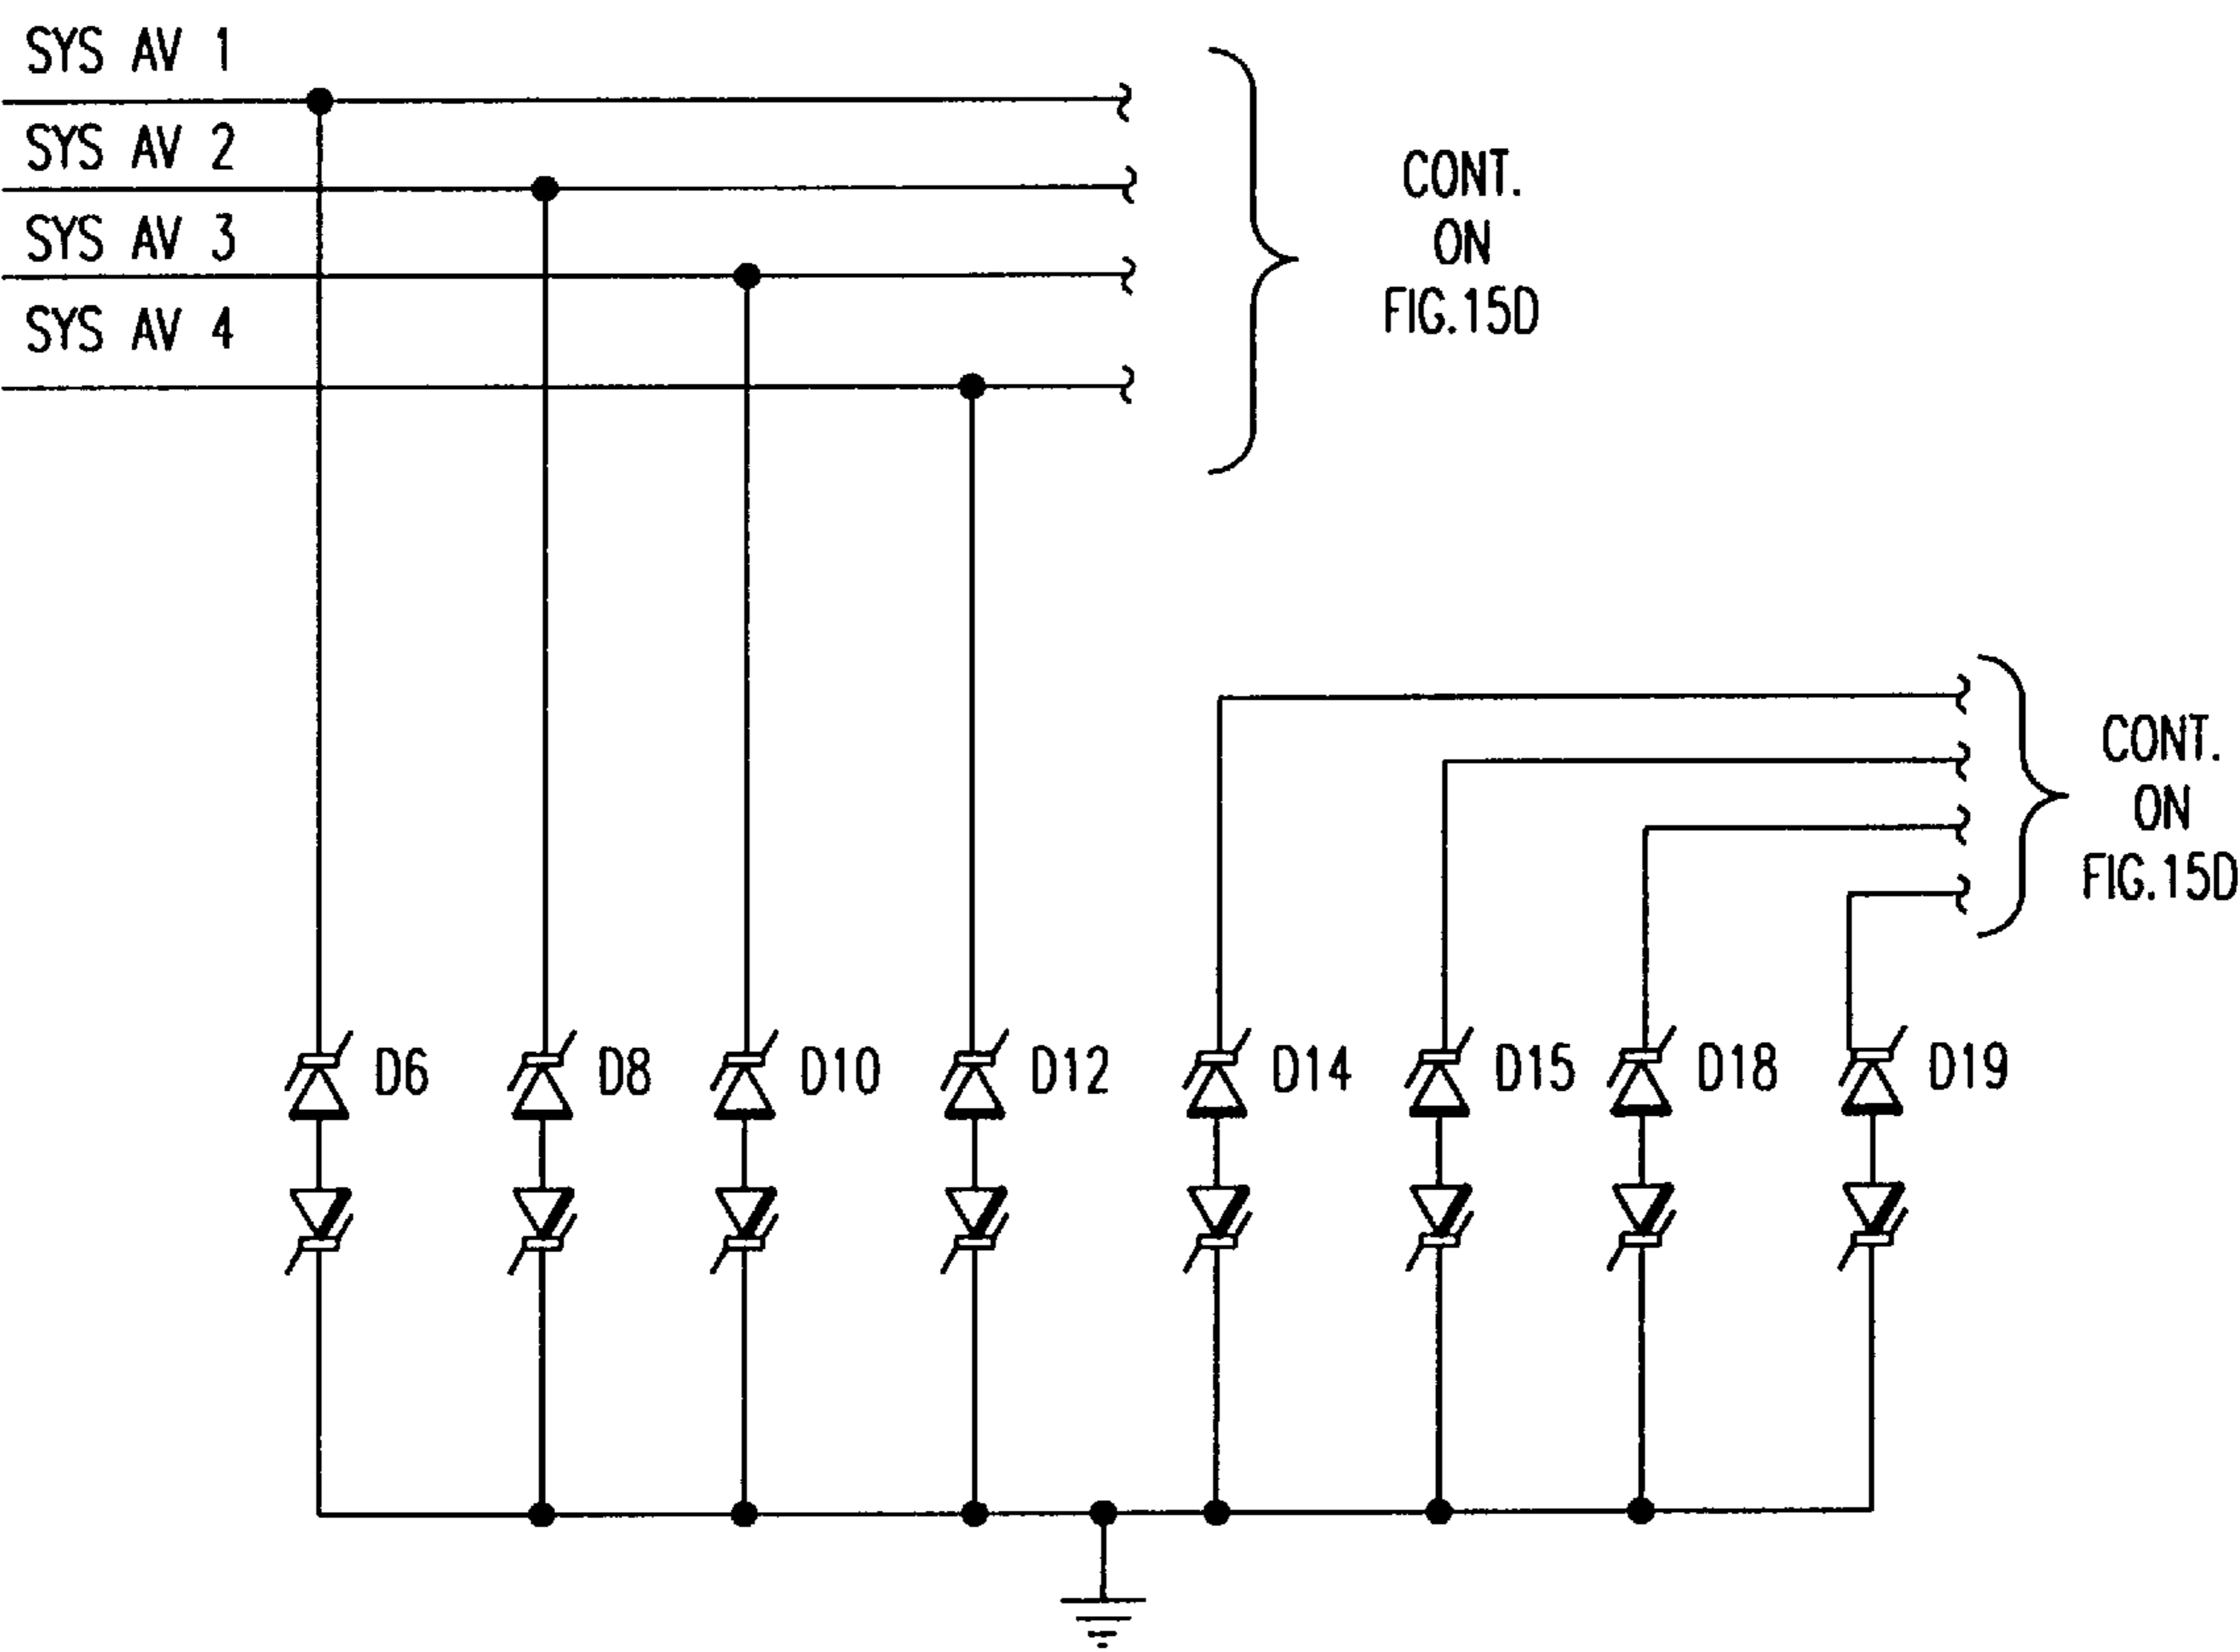 SYS AV 1
SYS AV 2
SYS AV 3
SYS AV 4
CONT.
ON
FIG.15D
CONT.
ON
FIG.15D
D6
D8
D10
D12
D14
D15
D18
D19